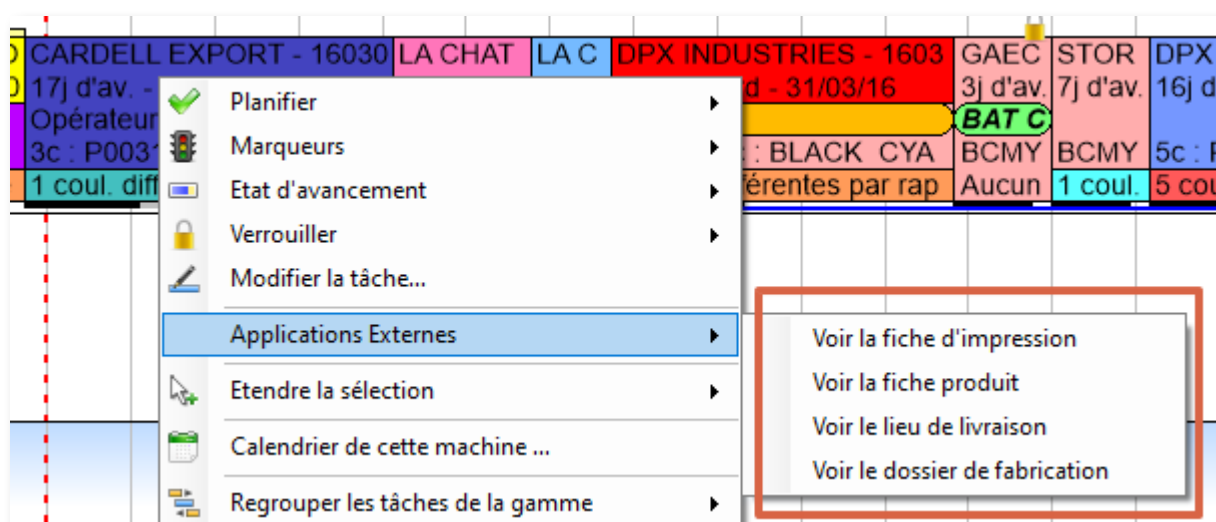 CARDELL EXPORT - 16030 LA CHAT LA C DPX INDUSTRIES - 1603 GAEC STOR DPX
17j d'av. - d - 31/03/16 3j d'av. 7j d'av. 16j d
Opérateur BAT C
3c : P0031 : BLACK CYA BCMY BCMY 5c : F
1 coul. diff érentes par rap Aucun 1 coul. 5 cou
Planifier
Marqueurs
Etat d'avancement
Verrouiller
Modifier la tâche...
Applications Externes
Etendre la sélection
Calendrier de cette machine ...
Regrouper les tâches de la gamme
Voir la fiche d'impression
Voir la fiche produit
Voir le lieu de livraison
Voir le dossier de fabrication